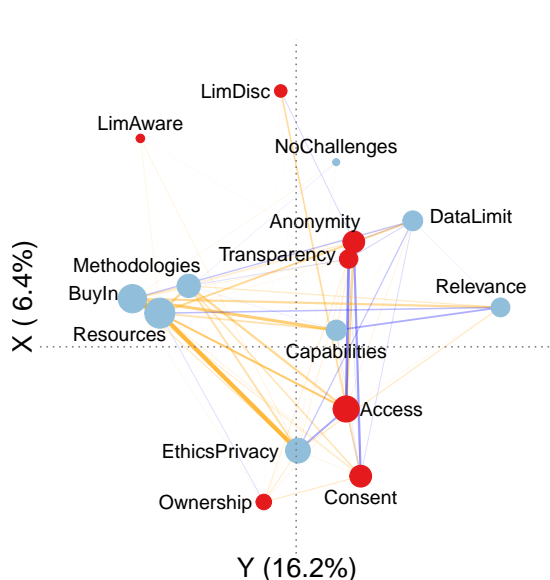 LimDisc
LimAware
NoChallenges
DataLimit
Anonymity
Transparency
Methodologies
Relevance
BuyIn
Resources
Capabilities
X ( 6.4%)
Access
EthicsPrivacy
Ownership
Consent
Y (16.2%)